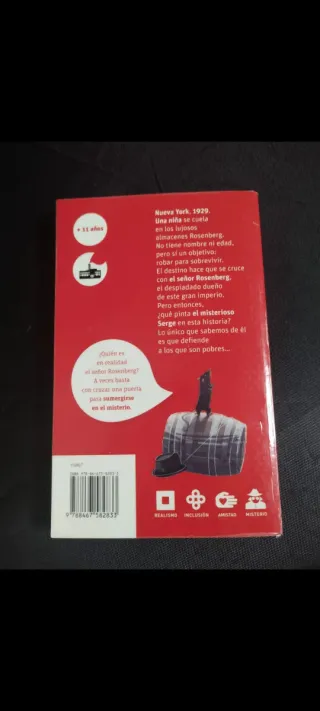 + 11 años
Nueva York, 1929.
Una niña se cuela
en los lujosos
almacenes Rosenberg.
No tiene nombre ni edad,
pero sí un objetivo:
robar para sobrevivir.
El destino hace que se cruce
con el señor Rosenberg,
el despiadado dueño
de este gran imperio.
Pero entonces,
¿qué pinta el misterioso
Serge en esta historia?
Lo único que sabemos de él
es que defiende
a los que son pobres...
¿Quién es
en realidad
el señor Rosenberg?
A veces basta
con cruzar una puerta
para sumergirse
en el misterio.
9 788467 582833
REALISMO INCLUSIÓN AMISTAD MISTERIO